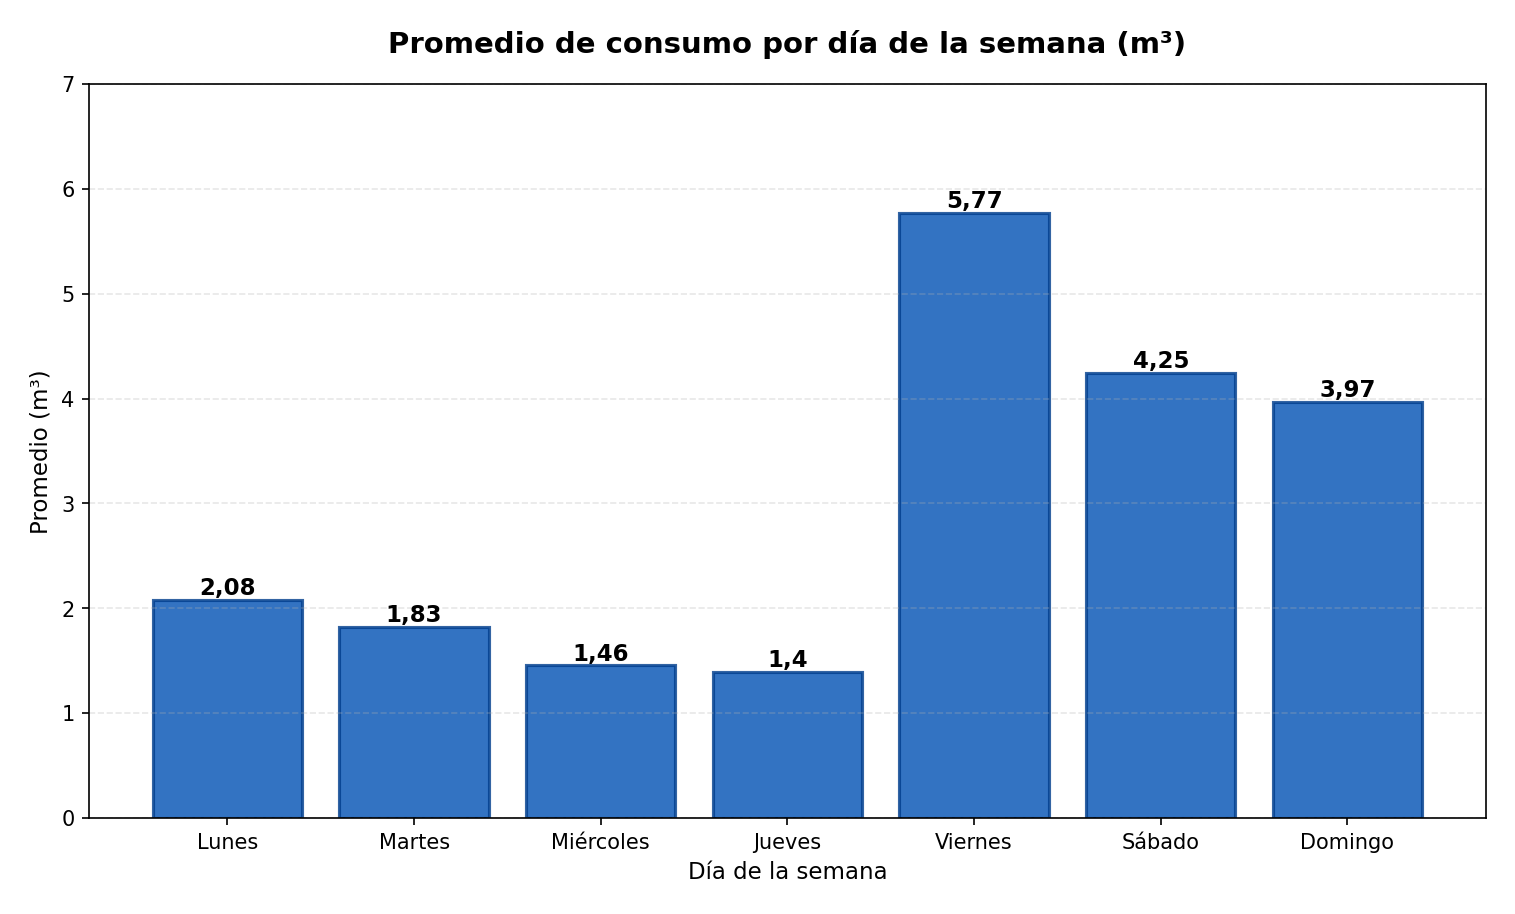 Promedio de consumo por día de la semana (m³)
Promedio (m³)
7
6
5
4
3
2
1
0
2,08
1,83
1,46
1,4
5,77
4,25
3,97
Lunes
Martes
Miércoles
Jueves
Viernes
Sábado
Domingo
Día de la semana